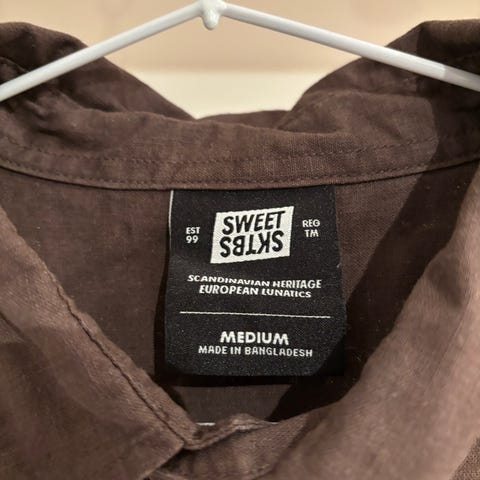 EST
99
SWEET
SKTBS
REG
TM
SCANDINAVIAN HERITAGE
EUROPEAN LUNATICS
MEDIUM
MADE IN BANGLADESH